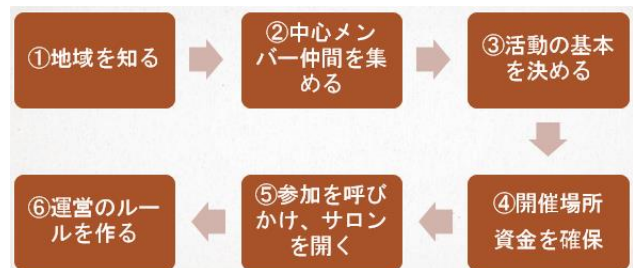 ①地域を知る
②中心メン
バー仲間を集
める
③活動の基本
を決める
④開催場所
資金を確保
⑤参加を呼び
かけ、サロン
を開く
⑥運営のルー
ルを作る